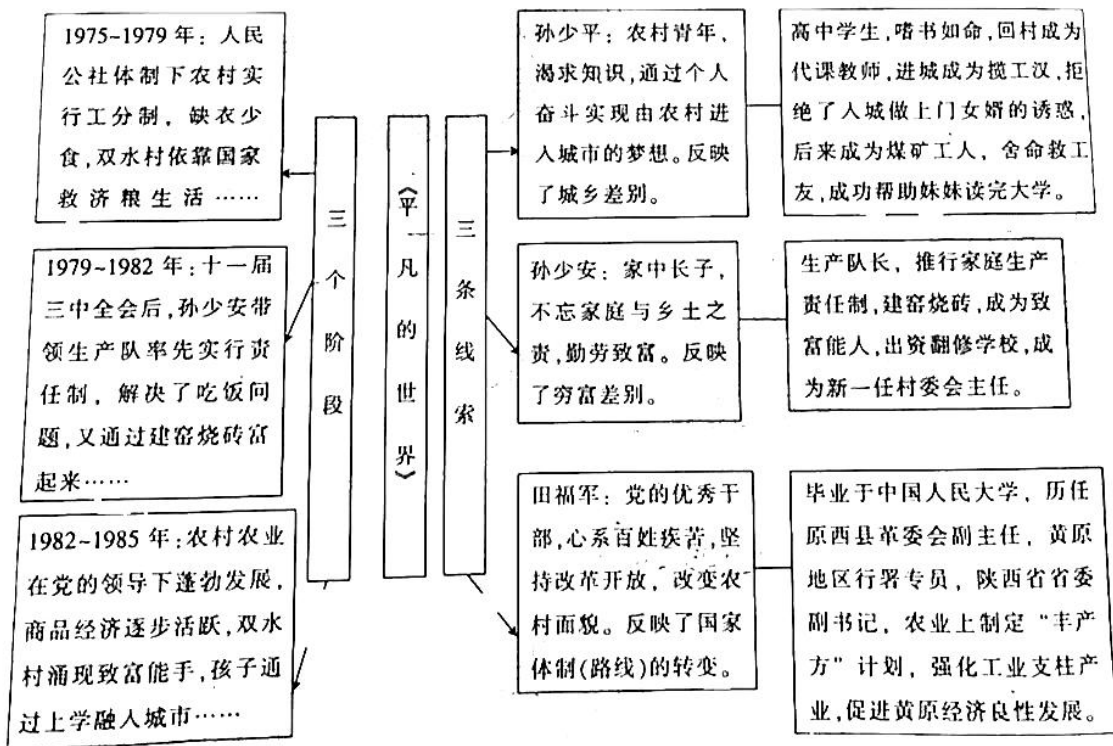 1975~1979 年：人民
公社体制下农村实
行工分制，缺衣少
食，双水村依靠国家
救济粮生活……
1979~1982 年：十一届
三中全会后，孙少安带
领生产队率先实行责
任制，解决了吃饭问
题，又通过建窑烧砖富
起来……
1982~1985 年：农村农业
在党的领导下蓬勃发展，
商品经济逐步活跃，双水
村涌现致富能手，孩子通
过上学融入城市……
三个阶段
《平凡的世界》
三条线索
孙少平：农村青年，
渴求知识，通过个人
奋斗实现由农村进
入城市的梦想。反映
了城乡差别。
高中学生，嗜书如命，回村成为
代课教师，进城成为揽工汉，拒
绝了入城做上门女婿的诱惑，
后来成为煤矿工人，舍命救工
友，成功帮助妹妹读完大学。
孙少安：家中长子，
不忘家庭与乡土之
责，勤劳致富。反映
了穷富差别。
生产队长，推行家庭生产
责任制，建窑烧砖，成为致
富能人，出资翻修学校，成
为新一任村委会主任。
田福军：党的优秀干
部，心系百姓疾苦，坚
持改革开放，改变农
村面貌。反映了国家
体制(路线)的转变。
毕业于中国人民大学，历任
原西县革委会副主任，黄原
地区行署专员，陕西省省委
副书记，农业上制定“丰产
方”计划，强化工业支柱产
业，促进黄原经济良性发展。